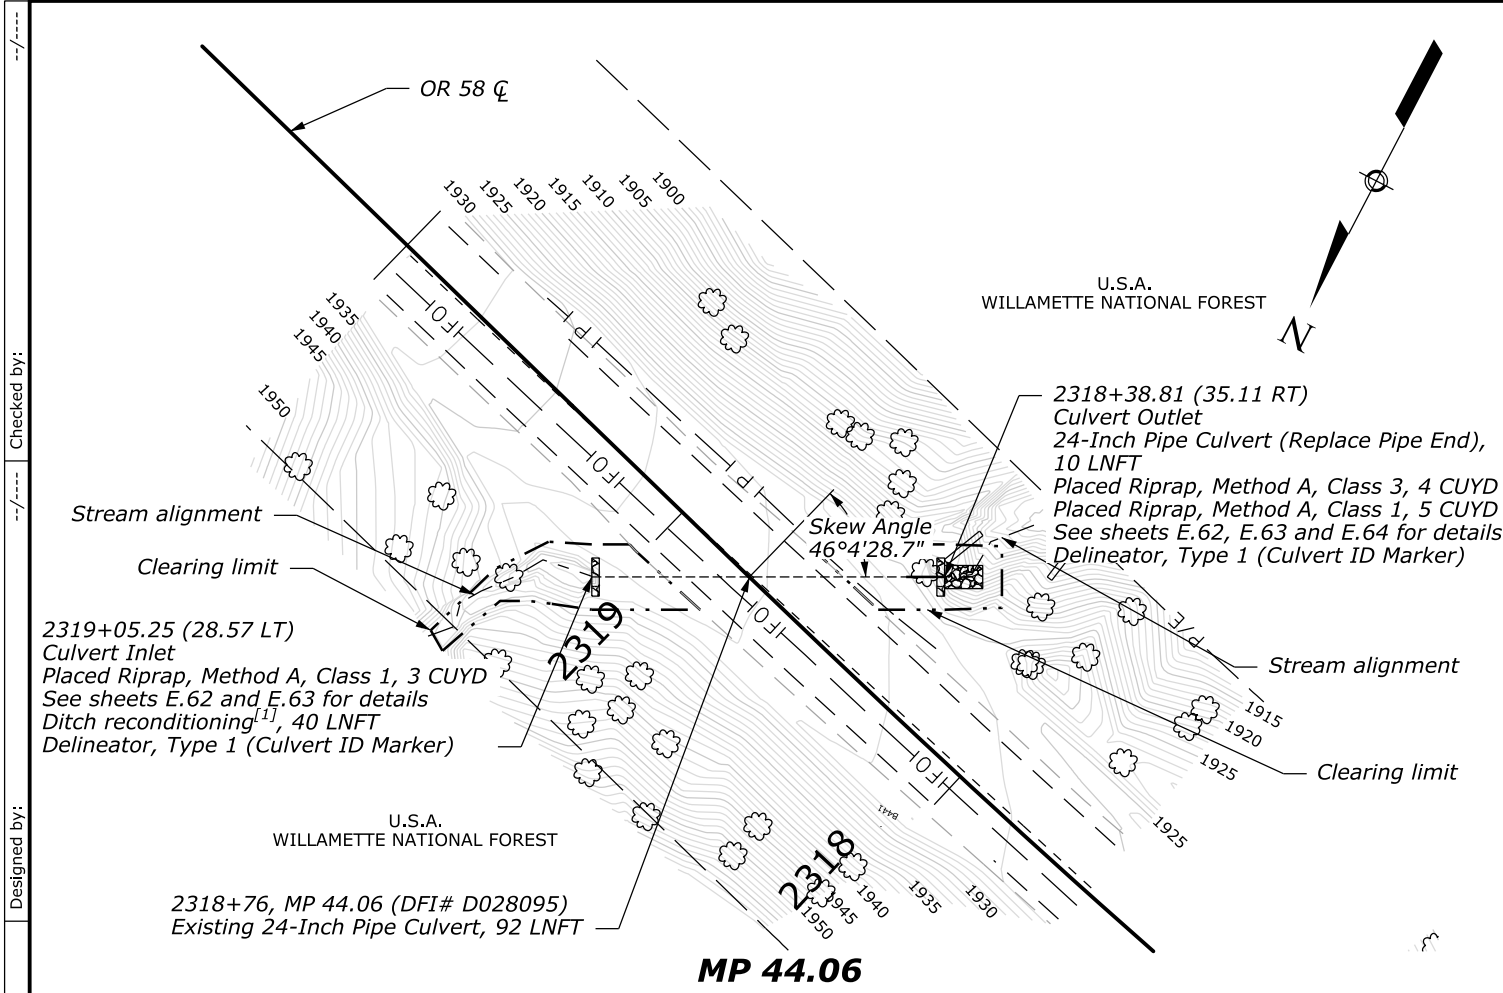 --/----
Checked by:
--/----
Designed by:
OR 58 ℄
1930
1925
1920
1915
1910
1905
1900
1935
1940
1945
1950
FO
P
FO
P
FO
FO
U.S.A.
WILLAMETTE NATIONAL FOREST
N
2318+38.81 (35.11 RT)
Culvert Outlet
24-Inch Pipe Culvert (Replace Pipe End),
10 LNFT
Placed Riprap, Method A, Class 3, 4 CUYD
Placed Riprap, Method A, Class 1, 5 CUYD
See sheets E.62, E.63 and E.64 for details
Delineator, Type 1 (Culvert ID Marker)
Skew Angle
46°4'28.7"
Stream alignment
Clearing limit
2319+05.25 (28.57 LT)
Culvert Inlet
Placed Riprap, Method A, Class 1, 3 CUYD
See sheets E.62 and E.63 for details
Ditch reconditioning[1], 40 LNFT
Delineator, Type 1 (Culvert ID Marker)
2319
P/E
Stream alignment
1915
1920
1925
Clearing limit
1925
B441
2318
1950
1945
1940
1935
1930
U.S.A.
WILLAMETTE NATIONAL FOREST
2318+76, MP 44.06 (DFI# D028095)
Existing 24-Inch Pipe Culvert, 92 LNFT
MP 44.06